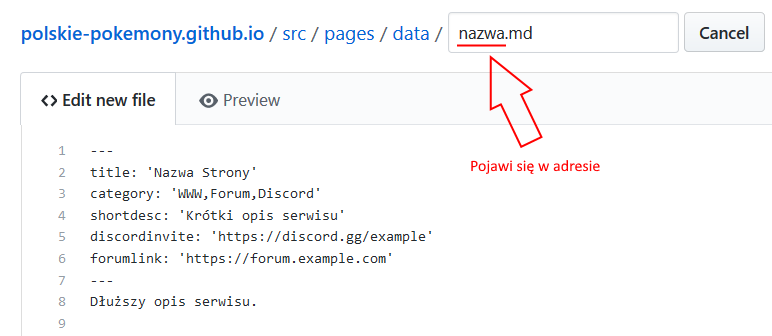 polskie-pokemony.github.io / src / pages / data / nazwa.md Cancel
<> Edit new file Preview
Pojawi się w adresie
1 ---
2 title: 'Nazwa Strony'
3 category: 'WWW,Forum,Discord'
4 shortdesc: 'Krótki opis serwisu'
5 discordinvite: 'https://discord.gg/example'
6 forumlink: 'https://forum.example.com'
7 ---
8 Dłuższy opis serwisu.
9